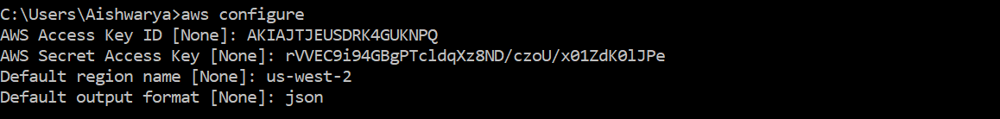 C:\Users\Aishwarya>aws configure
AWS Access Key ID [None]: AKIAJTJEUSDRK4GUKNPQ
AWS Secret Access Key [None]: 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
Default region name [None]: us-west-2
Default output format [None]: json